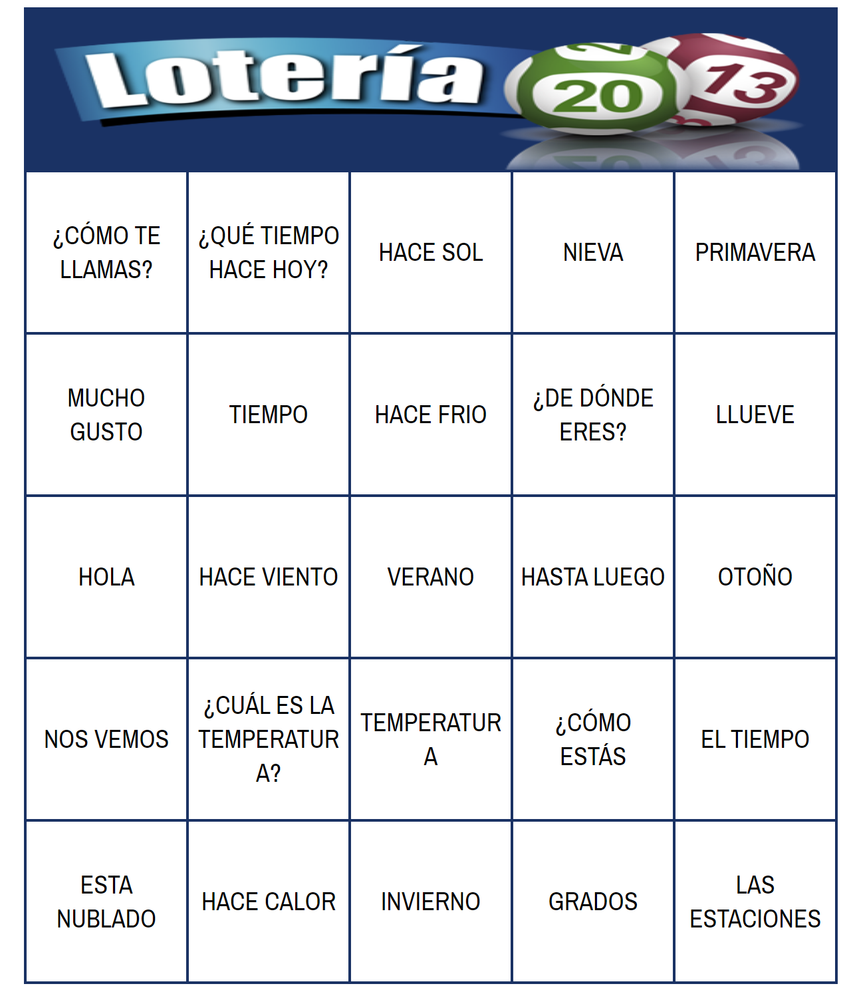 Lotería
20
13
¿CÓMO TE
LLAMAS?
¿QUÉ TIEMPO
HACE HOY?
HACE SOL
NIEVA
PRIMAVERA
MUCHO
GUSTO
TIEMPO
HACE FRIO
¿DE DÓNDE
ERES?
LLUEVE
HOLA
HACE VIENTO
VERANO
HASTA LUEGO
OTOÑO
NOS VEMOS
¿CUÁL ES LA
TEMPERATUR
A?
TEMPERATUR
A
¿CÓMO
ESTÁS
EL TIEMPO
ESTA
NUBLADO
HACE CALOR
INVIERNO
GRADOS
LAS
ESTACIONES